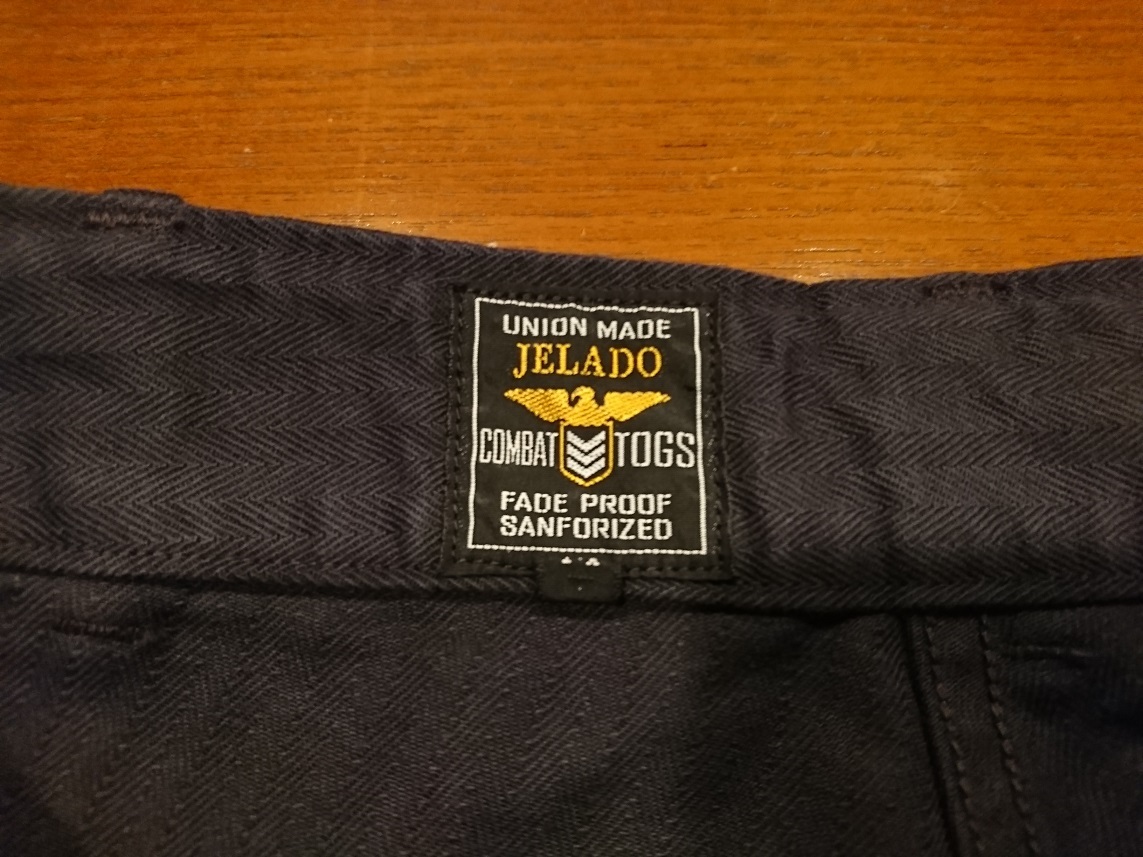 UNION MADE
JELADO
COMBAT TOGS
FADE PROOF
SANFORIZED